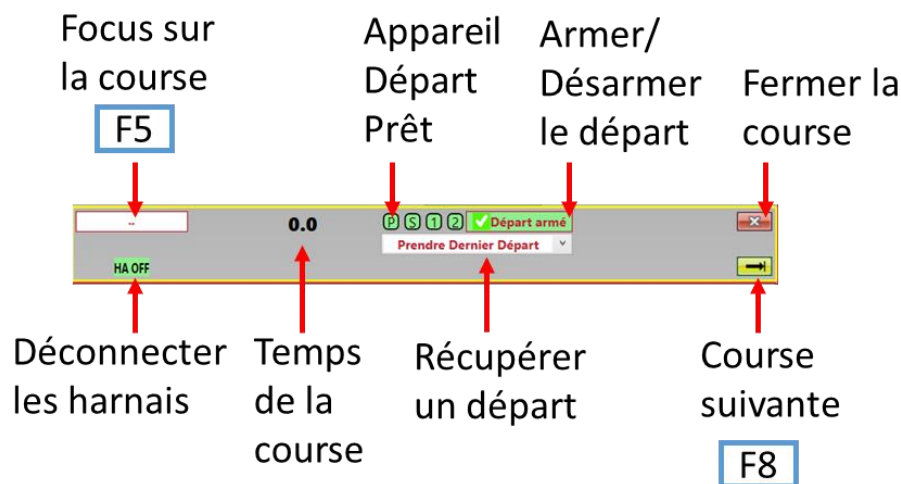 Focus sur
la course
F5
Appareil
Départ
Prêt
Armer/
Désarmer
le départ
Fermer la
course
--
0.0
P S 1 2 Départ armé
Prendre Dernier Départ
HA OFF
Déconnecter
les harnais
Temps
de la
course
Récupérer
un départ
Course
suivante
F8